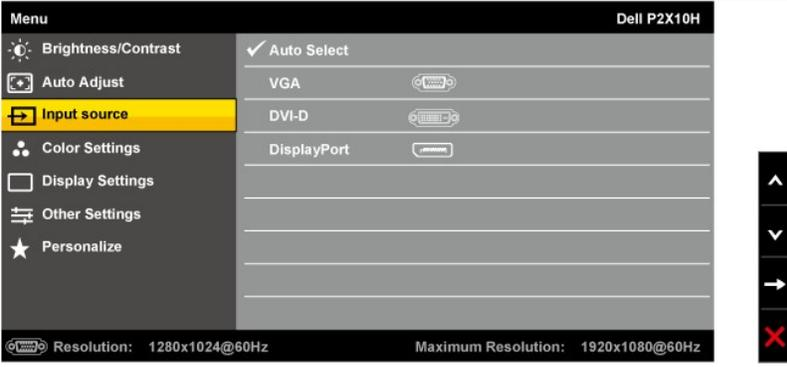 Menu Dell P2X10H
Brightness/Contrast Auto Select
Auto Adjust VGA
Input source DVI-D
Color Settings DisplayPort
Display Settings
Other Settings
Personalize
Resolution: 1280x1024@60Hz Maximum Resolution: 1920x1080@60Hz